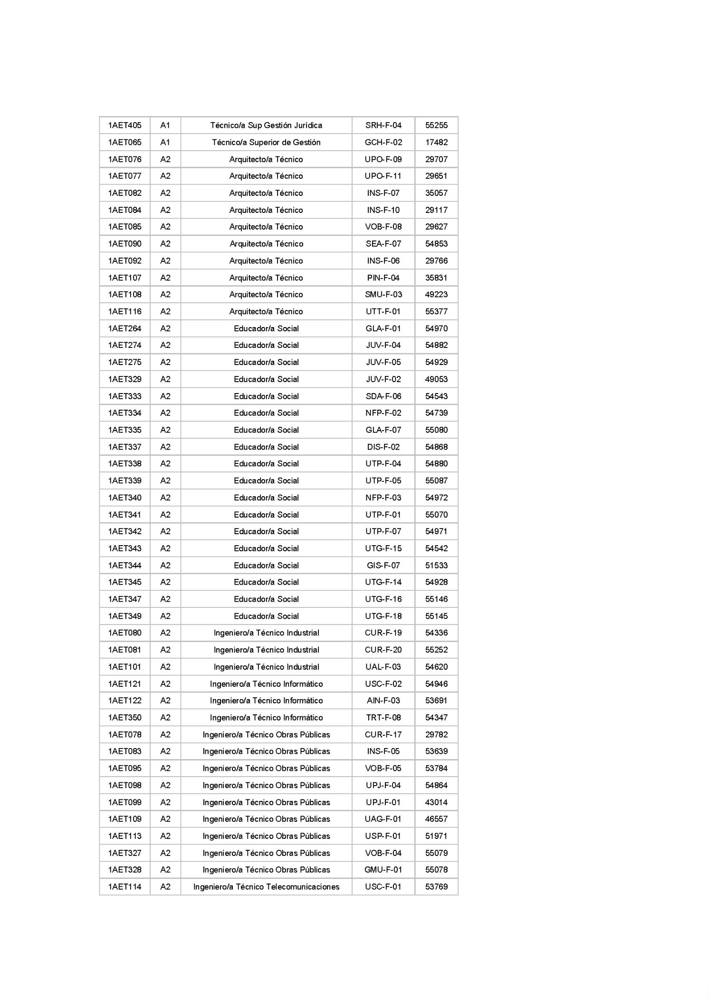 1AET405 A1 Técnico/a Sup Gestión Jurídica SRH-F-04 55255
1AET065 A1 Técnico/a Superior de Gestión GCH-F-02 17482
1AET076 A2 Arquitecto/a Técnico UPO-F-09 29707
1AET077 A2 Arquitecto/a Técnico UPO-F-11 29651
1AET082 A2 Arquitecto/a Técnico INS-F-07 35057
1AET084 A2 Arquitecto/a Técnico INS-F-10 29117
1AET085 A2 Arquitecto/a Técnico VOB-F-08 29627
1AET090 A2 Arquitecto/a Técnico SEA-F-07 54853
1AET092 A2 Arquitecto/a Técnico INS-F-06 29766
1AET107 A2 Arquitecto/a Técnico PIN-F-04 35831
1AET108 A2 Arquitecto/a Técnico SMU-F-03 49223
1AET116 A2 Arquitecto/a Técnico UTT-F-01 55377
1AET264 A2 Educador/a Social GLA-F-01 54970
1AET274 A2 Educador/a Social JUV-F-04 54882
1AET275 A2 Educador/a Social JUV-F-05 54929
1AET329 A2 Educador/a Social JUV-F-02 49053
1AET333 A2 Educador/a Social SDA-F-06 54543
1AET334 A2 Educador/a Social NFP-F-02 54739
1AET335 A2 Educador/a Social GLA-F-07 55080
1AET337 A2 Educador/a Social DIS-F-02 54868
1AET338 A2 Educador/a Social UTP-F-04 54880
1AET339 A2 Educador/a Social UTP-F-05 55087
1AET340 A2 Educador/a Social NFP-F-03 54972
1AET341 A2 Educador/a Social UTP-F-01 55070
1AET342 A2 Educador/a Social UTP-F-07 54971
1AET343 A2 Educador/a Social UTG-F-15 54542
1AET344 A2 Educador/a Social GIS-F-07 51533
1AET345 A2 Educador/a Social UTG-F-14 54928
1AET347 A2 Educador/a Social UTG-F-16 55146
1AET349 A2 Educador/a Social UTG-F-18 55145
1AET080 A2 Ingeniero/a Técnico Industrial CUR-F-19 54336
1AET081 A2 Ingeniero/a Técnico Industrial CUR-F-20 55252
1AET101 A2 Ingeniero/a Técnico Industrial UAL-F-03 54620
1AET121 A2 Ingeniero/a Técnico Informático USC-F-02 54946
1AET122 A2 Ingeniero/a Técnico Informático AIN-F-03 53691
1AET350 A2 Ingeniero/a Técnico Informático TRT-F-08 54347
1AET078 A2 Ingeniero/a Técnico Obras Públicas CUR-F-17 29782
1AET083 A2 Ingeniero/a Técnico Obras Públicas INS-F-05 53639
1AET095 A2 Ingeniero/a Técnico Obras Públicas VOB-F-05 53784
1AET098 A2 Ingeniero/a Técnico Obras Públicas UPJ-F-04 54864
1AET099 A2 Ingeniero/a Técnico Obras Públicas UPJ-F-01 43014
1AET109 A2 Ingeniero/a Técnico Obras Públicas UAG-F-01 46557
1AET113 A2 Ingeniero/a Técnico Obras Públicas USP-F-01 51971
1AET327 A2 Ingeniero/a Técnico Obras Públicas VOB-F-04 55079
1AET328 A2 Ingeniero/a Técnico Obras Públicas GMU-F-01 55078
1AET114 A2 Ingeniero/a Técnico Telecomunicaciones USC-F-01 53769